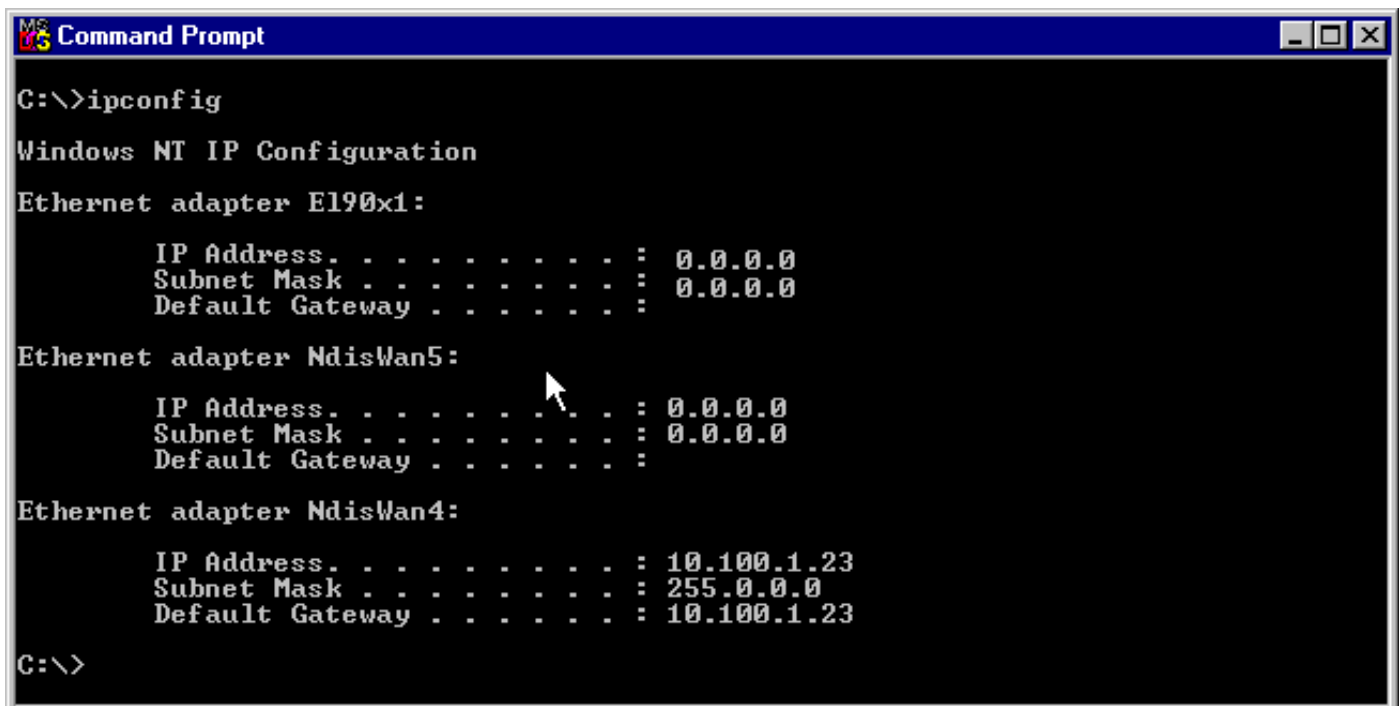 Command Prompt
C:\>ipconfig
Windows NT IP Configuration
Ethernet adapter El90x1:
IP Address. . . . . . . . . : 0.0.0.0
Subnet Mask . . . . . . . . : 0.0.0.0
Default Gateway . . . . . . :
Ethernet adapter NdisWan5:
IP Address. . . . . . . . . : 0.0.0.0
Subnet Mask . . . . . . . . : 0.0.0.0
Default Gateway . . . . . . :
Ethernet adapter NdisWan4:
IP Address. . . . . . . . . : 10.100.1.23
Subnet Mask . . . . . . . . : 255.0.0.0
Default Gateway . . . . . . : 10.100.1.23
C:\>